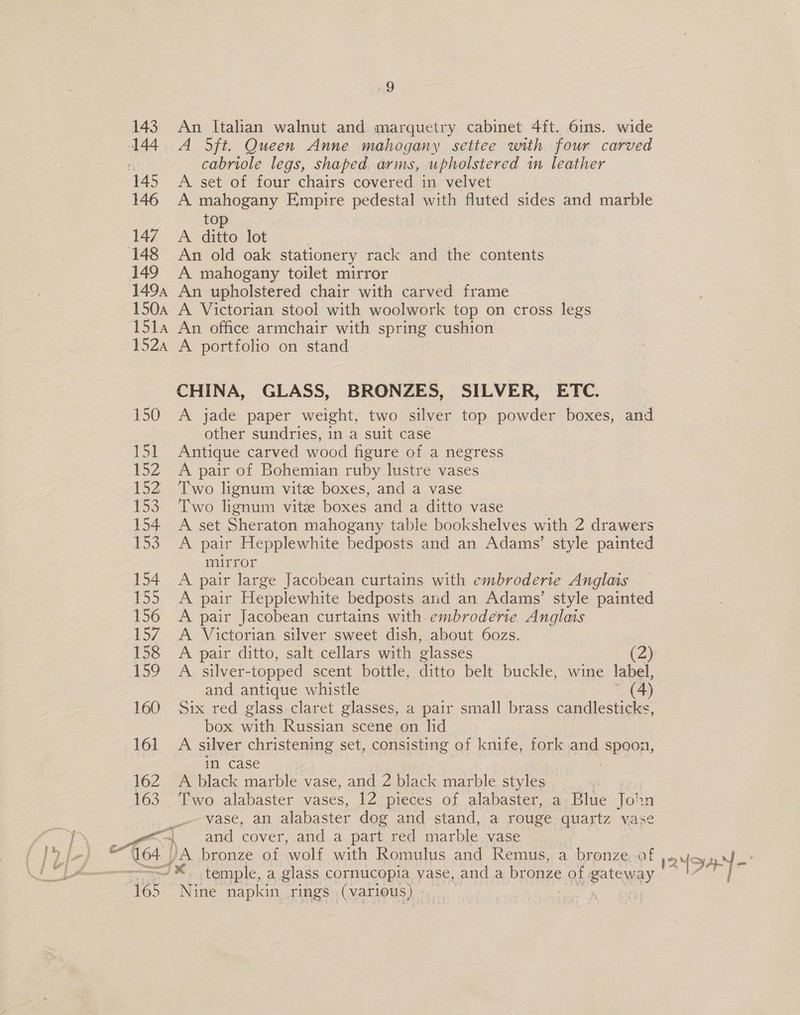 9
143 An Italian walnut and marquetry cabinet 4ft. 6ins. wide
144 A 5ft. Queen Anne mahogany settee with four carved
cabriole legs, shaped arms, upholstered in leather
145 A set of four chairs covered in velvet
146 A mahogany Empire pedestal with fluted sides and marble
top
147 A ditto lot
148 An old oak stationery rack and the contents
149 A mahogany toilet mirror
149A An upholstered chair with carved frame
150A A Victorian stool with woolwork top on cross legs
151A An office armchair with spring cushion
152A A portfolio on stand
CHINA, GLASS, BRONZES, SILVER, ETC.
150 A jade paper weight, two silver top powder boxes, and
other sundries, in a suit case
151 Antique carved wood figure of a negress
152 A pair of Bohemian ruby lustre vases
152 Two lignum vitæ boxes, and a vase
153 Two lignum vitæ boxes and a ditto vase
154 A set Sheraton mahogany table bookshelves with 2 drawers
153 A pair Hepplewhite bedposts and an Adams' style painted
mirror
154 A pair large Jacobean curtains with embroderie Anglais
155 A pair Hepplewhite bedposts and an Adams' style painted
156 A pair Jacobean curtains with embroderie Anglais
157 A Victorian silver sweet dish, about 6ozs.
158 A pair ditto, salt cellars with glasses (2)
159 A silver-topped scent bottle, ditto belt buckle, wine label,
and antique whistle (4)
160 Six red glass claret glasses, a pair small brass candlesticks,
box with Russian scene on lid
161 A silver christening set, consisting of knife, fork and spoon,
in case
162 A black marble vase, and 2 black marble styles
163 Two alabaster vases, 12 pieces of alabaster, a Blue John
vase, an alabaster dog and stand, a rouge quartz vase
and cover, and a part red marble vase
164 A bronze of wolf with Romulus and Remus, a bronze of
temple, a glass cornucopia vase, and a bronze of gateway
165 Nine napkin rings (various)